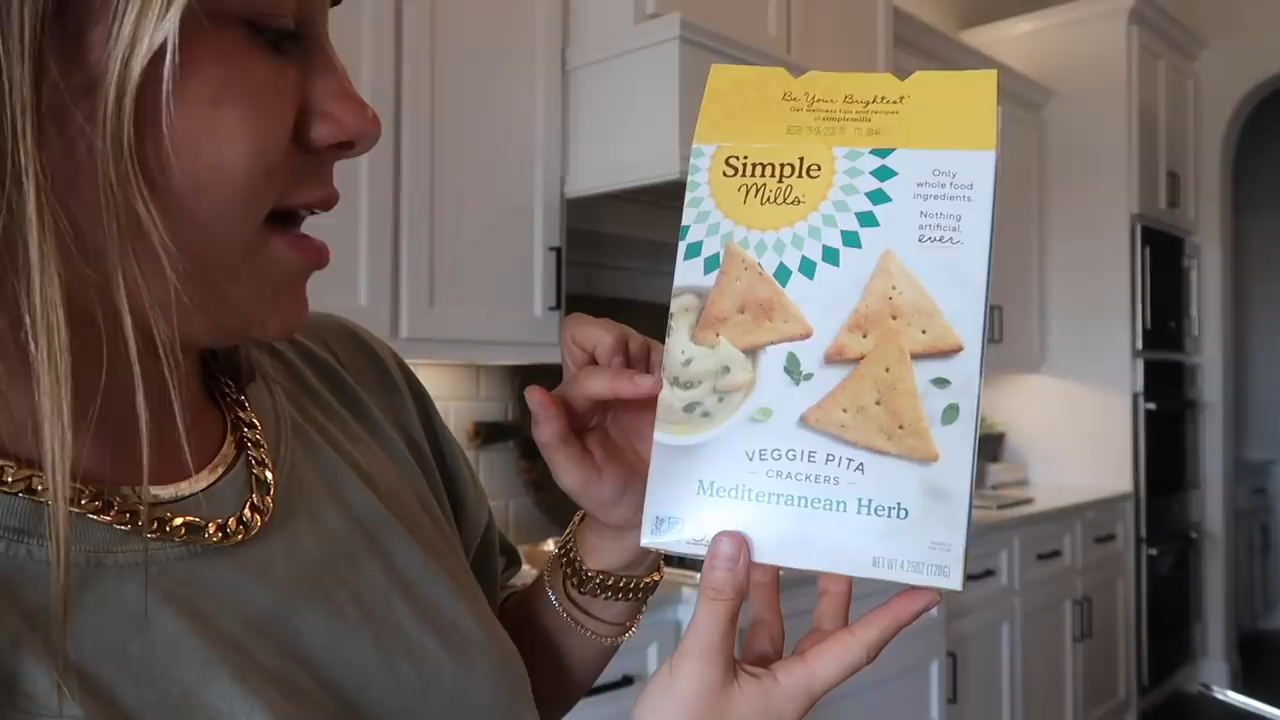 Be Your Brightest
Get wellness tips and recipes
@simplemills
Simple
Mills
Only
whole food
ingredients.
Nothing
artificial,
ever.
VEGGIE PITA
CRACKERS
Mediterranean Herb
NET WT 4.25OZ (120G)